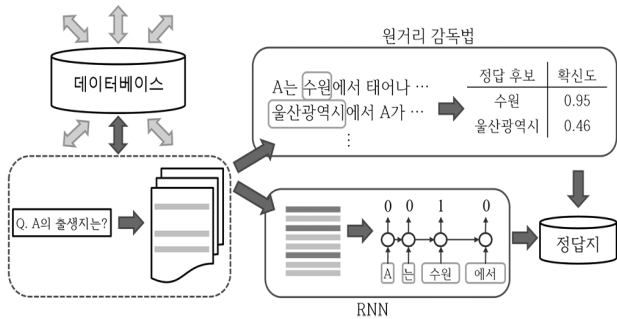 원거리 감독법
데이터베이스
A는 수원에서 태어나 …
울산광역시에서 A가 …
⋮
정답 후보 확신도
수원 0.95
울산광역시 0.46
Q. A의 출생지는?
0 0 1 0
A 는 수원 에서
정답지
RNN